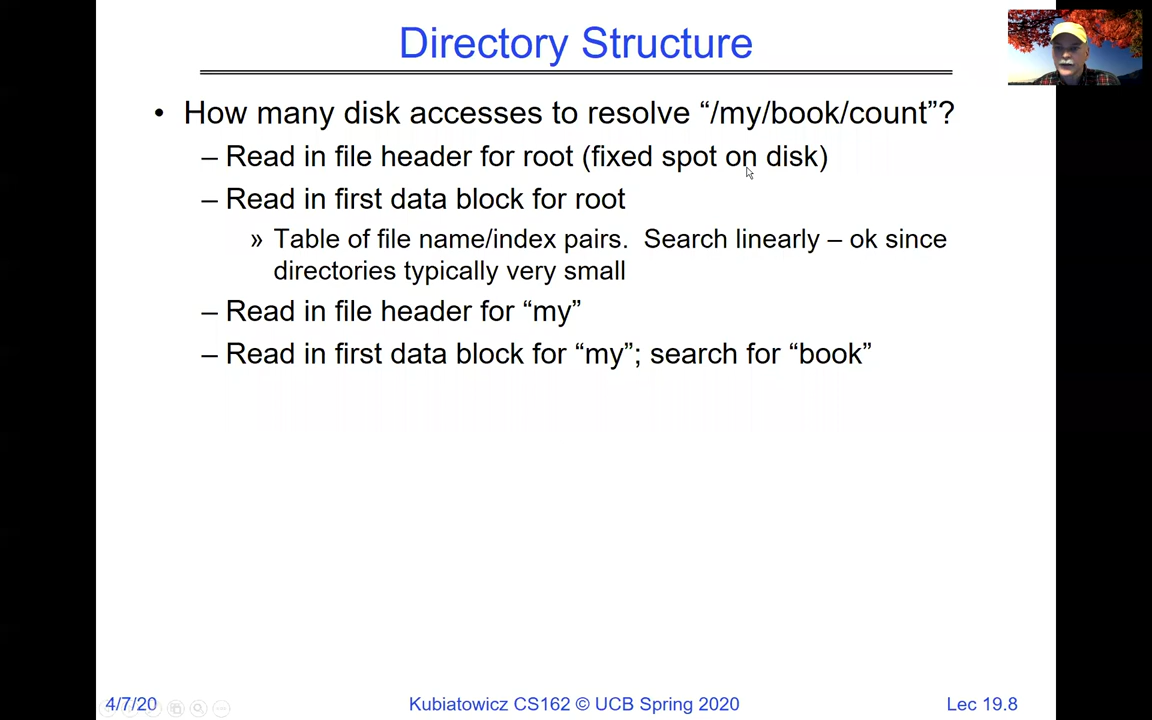 Directory Structure
• How many disk accesses to resolve “/my/book/count”?
– Read in file header for root (fixed spot on disk)
– Read in first data block for root
» Table of file name/index pairs. Search linearly – ok since
directories typically very small
– Read in file header for “my”
– Read in first data block for “my”; search for “book”
4/7/20
Kubiatowicz CS162 © UCB Spring 2020
Lec 19.8